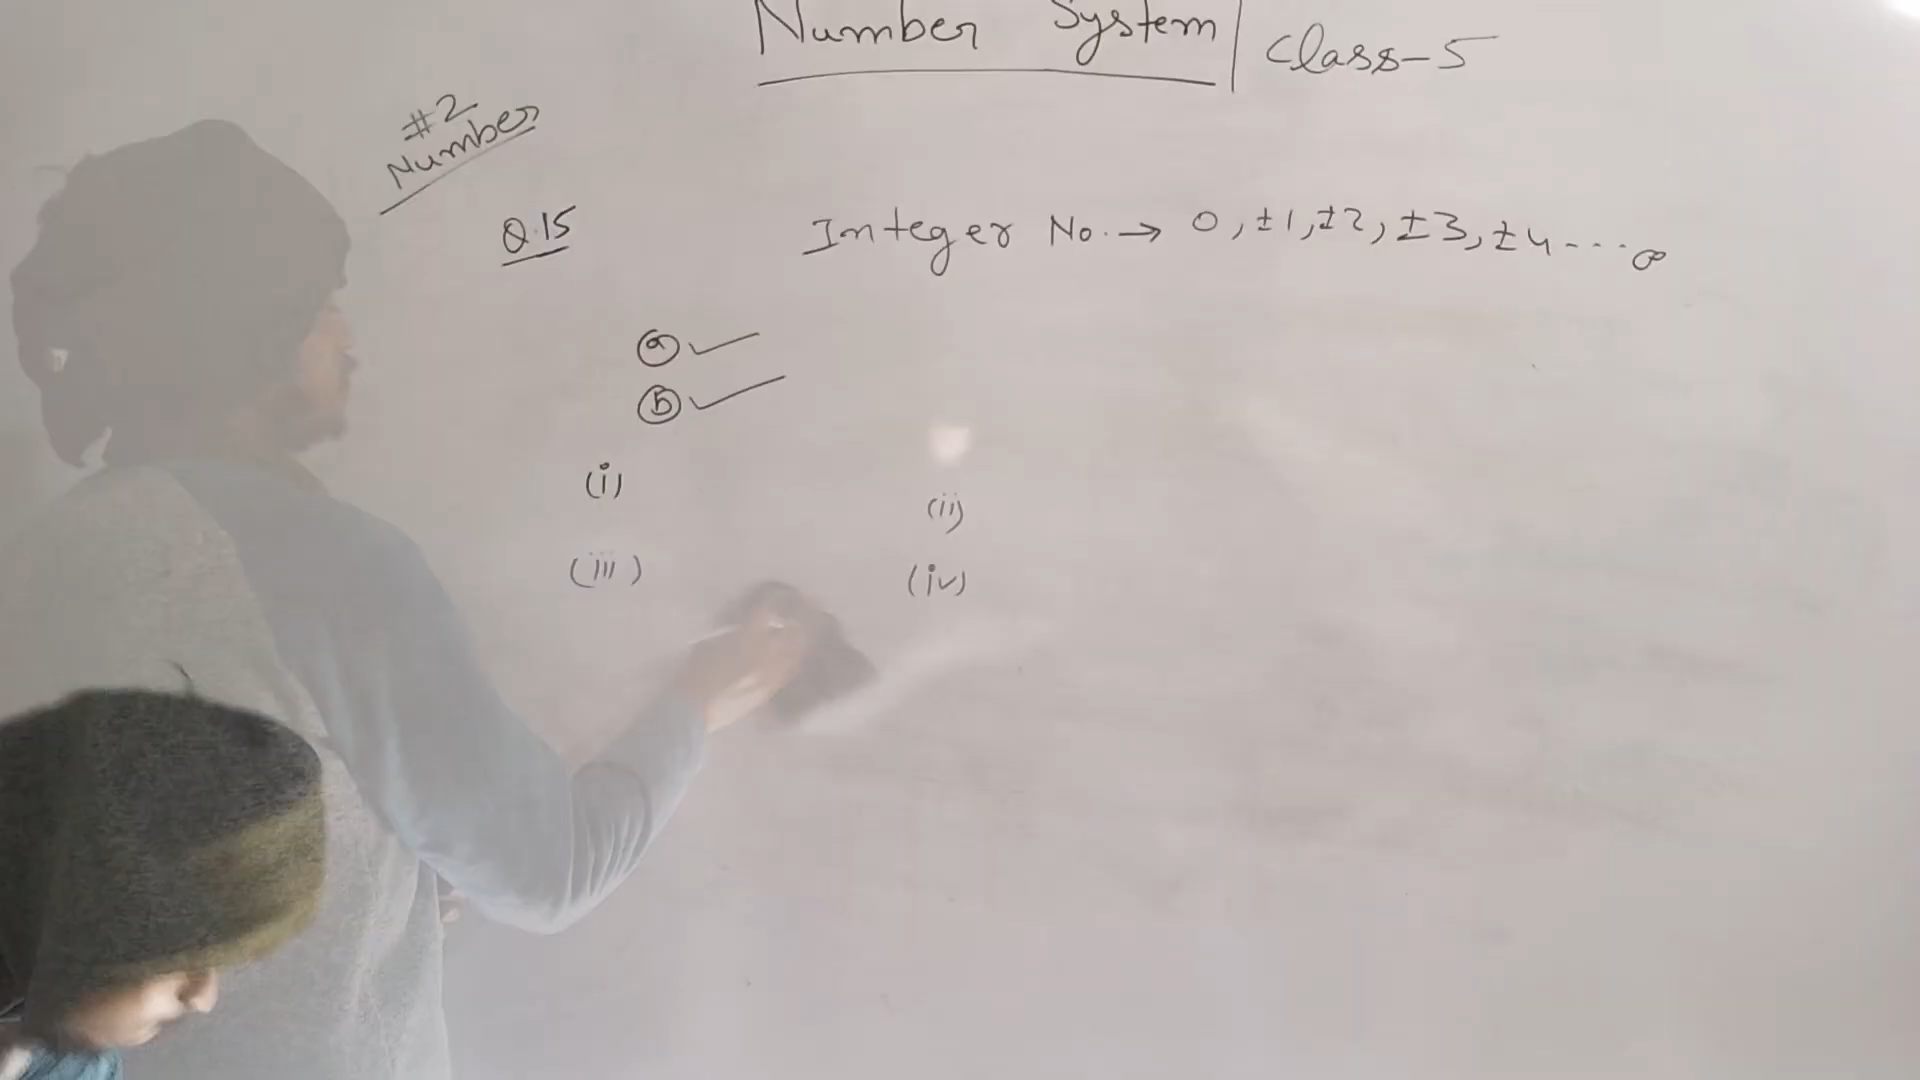 Number System | Class-5
#2
Number
Q.15
Integer No. → 0, ±1, ±2, ±3, ±4 --- ∞
ⓐ ✓
ⓑ ✓
(i)
(ii)
(iii)
(iv)